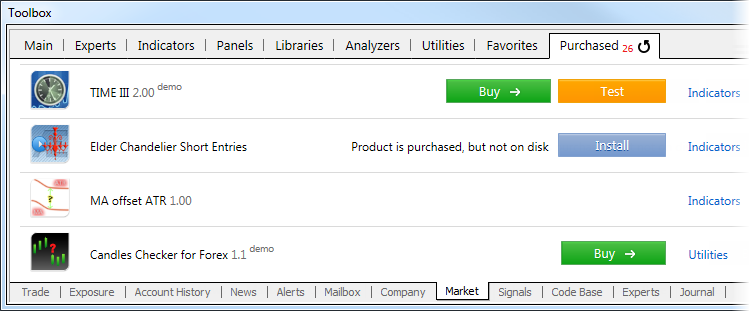 Toolbox
Main Experts Indicators Panels Libraries Analyzers Utilities Favorites Purchased 26
TIME III 2.00 demo Buy → Test Indicators
Elder Chandelier Short Entries Product is purchased, but not on disk Install Indicators
MA offset ATR 1.00 Indicators
Candles Checker for Forex 1.1 demo Buy → Utilities
Trade Exposure Account History News Alerts Mailbox Company Market Signals Code Base Experts Journal